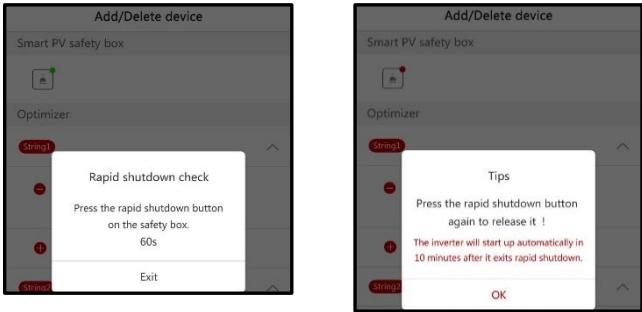 Add/Delete device
Smart PV safety box
Optimizer
String1
Rapid shutdown check
Press the rapid shutdown button
on the safety box.
60s
Exit
String2
Add/Delete device
Smart PV safety box
Optimizer
String1
Tips
Press the rapid shutdown button
again to release it !
The inverter will start up automatically in
10 minutes after it exits rapid shutdown.
OK
String2